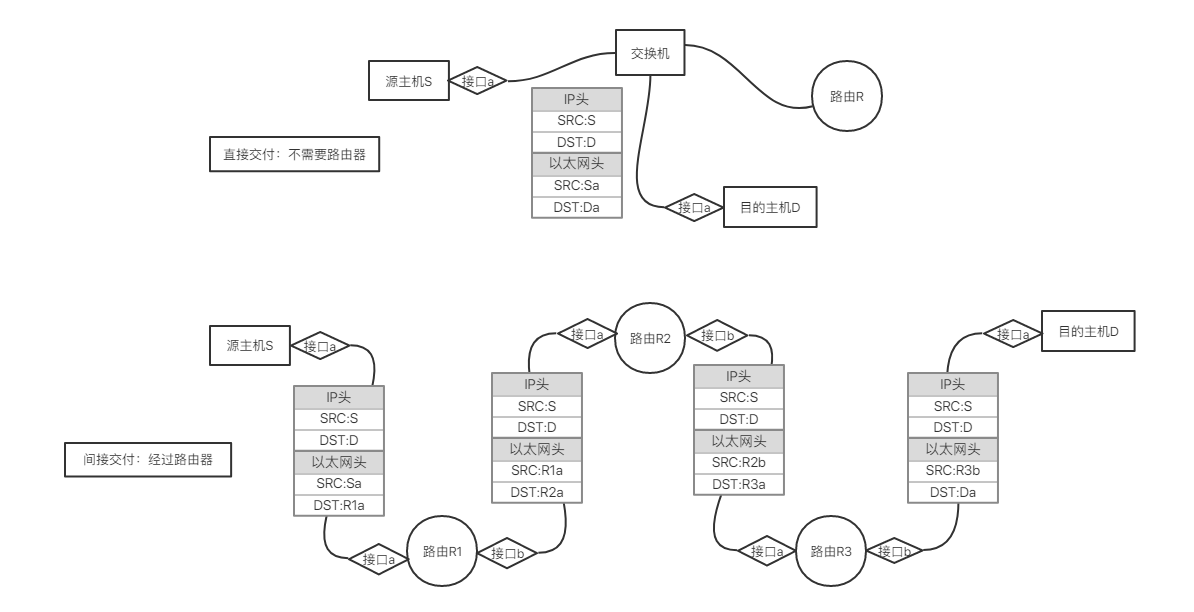 交换机
源主机S
接口a
路由R
IP头
SRC:S
DST:D
以太网头
SRC:Sa
DST:Da
直接交付：不需要路由器
接口a
目的主机D
源主机S
接口a
IP头
SRC:S
DST:D
以太网头
SRC:Sa
DST:R1a
间接交付：经过路由器
接口a
路由R1
接口b
IP头
SRC:S
DST:D
以太网头
SRC:R1a
DST:R2a
接口a
路由R2
接口b
IP头
SRC:S
DST:D
以太网头
SRC:R2b
DST:R3a
接口a
路由R3
接口b
IP头
SRC:S
DST:D
以太网头
SRC:R3b
DST:Da
接口a
目的主机D